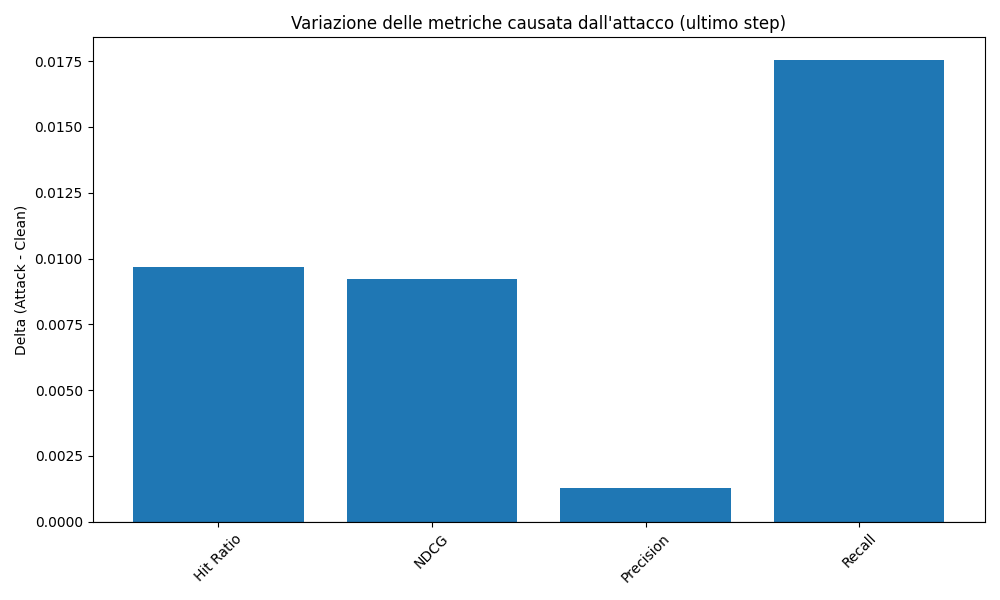 Variazione delle metriche causata dall'attacco (ultimo step)
Delta (Attack - Clean)
0.0175
0.0150
0.0125
0.0100
0.0075
0.0050
0.0025
0.0000
Hit Ratio
NDCG
Precision
Recall